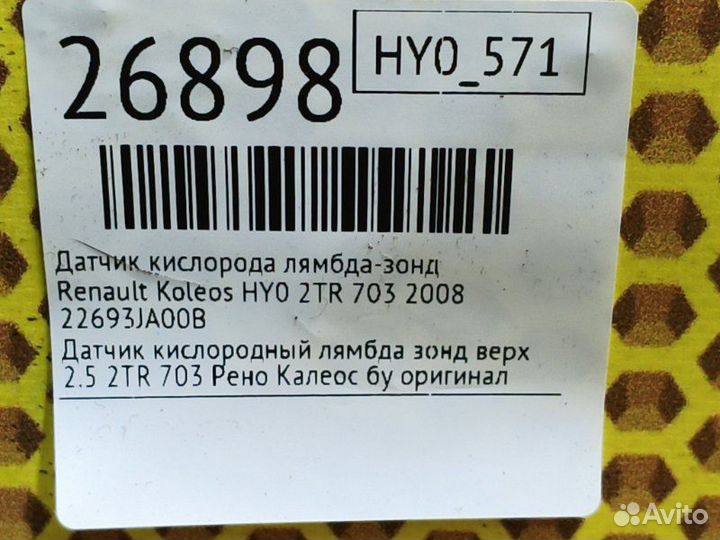 26898
HY0_571
Датчик кислорода лямбда-зонд
Renault Koleos HY0 2TR 703 2008
22693JA00B
Датчик кислородный лямбда зонд верх
2.5 2TR 703 Рено Калеос бу оригинал
Avito